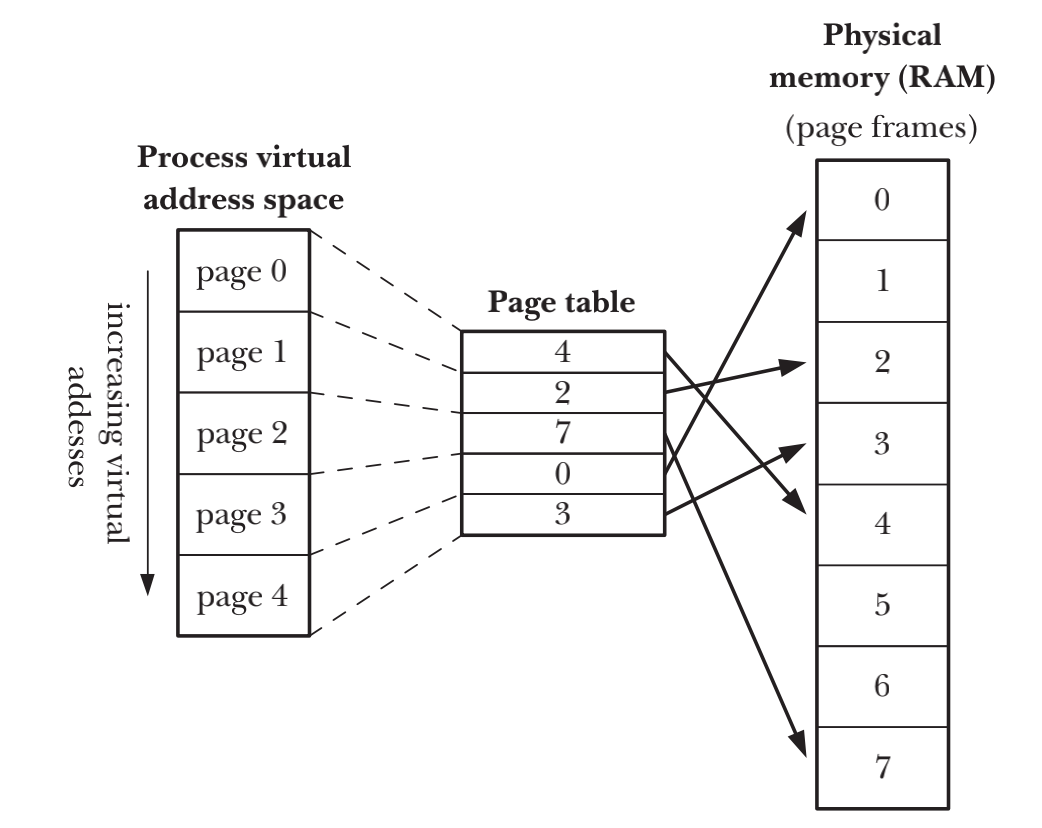 Physical
memory (RAM)
(page frames)
Process virtual
address space
page 0
page 1
page 2
page 3
page 4
increasing virtual
addesses
Page table
4
2
7
0
3
0
1
2
3
4
5
6
7